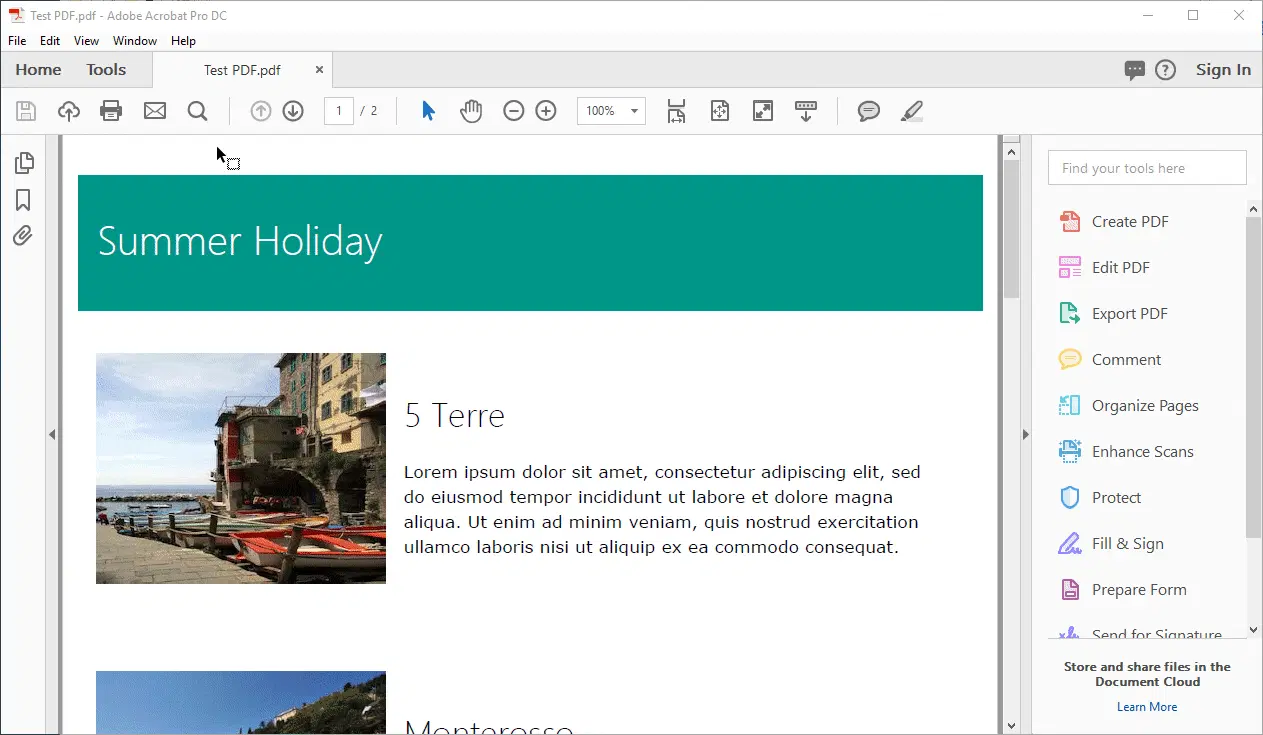 Test PDF.pdf - Adobe Acrobat Pro DC
File Edit View Window Help
Home Tools Test PDF.pdf × Sign In
1 / 2 100%
Find your tools here
Summer Holiday
5 Terre
Lorem ipsum dolor sit amet, consectetur adipiscing elit, sed
do eiusmod tempor incididunt ut labore et dolore magna
aliqua. Ut enim ad minim veniam, quis nostrud exercitation
ullamco laboris nisi ut aliquip ex ea commodo consequat.
Monterosso
Create PDF
Edit PDF
Export PDF
Comment
Organize Pages
Enhance Scans
Protect
Fill & Sign
Prepare Form
Send for Signature
Store and share files in the
Document Cloud
Learn More